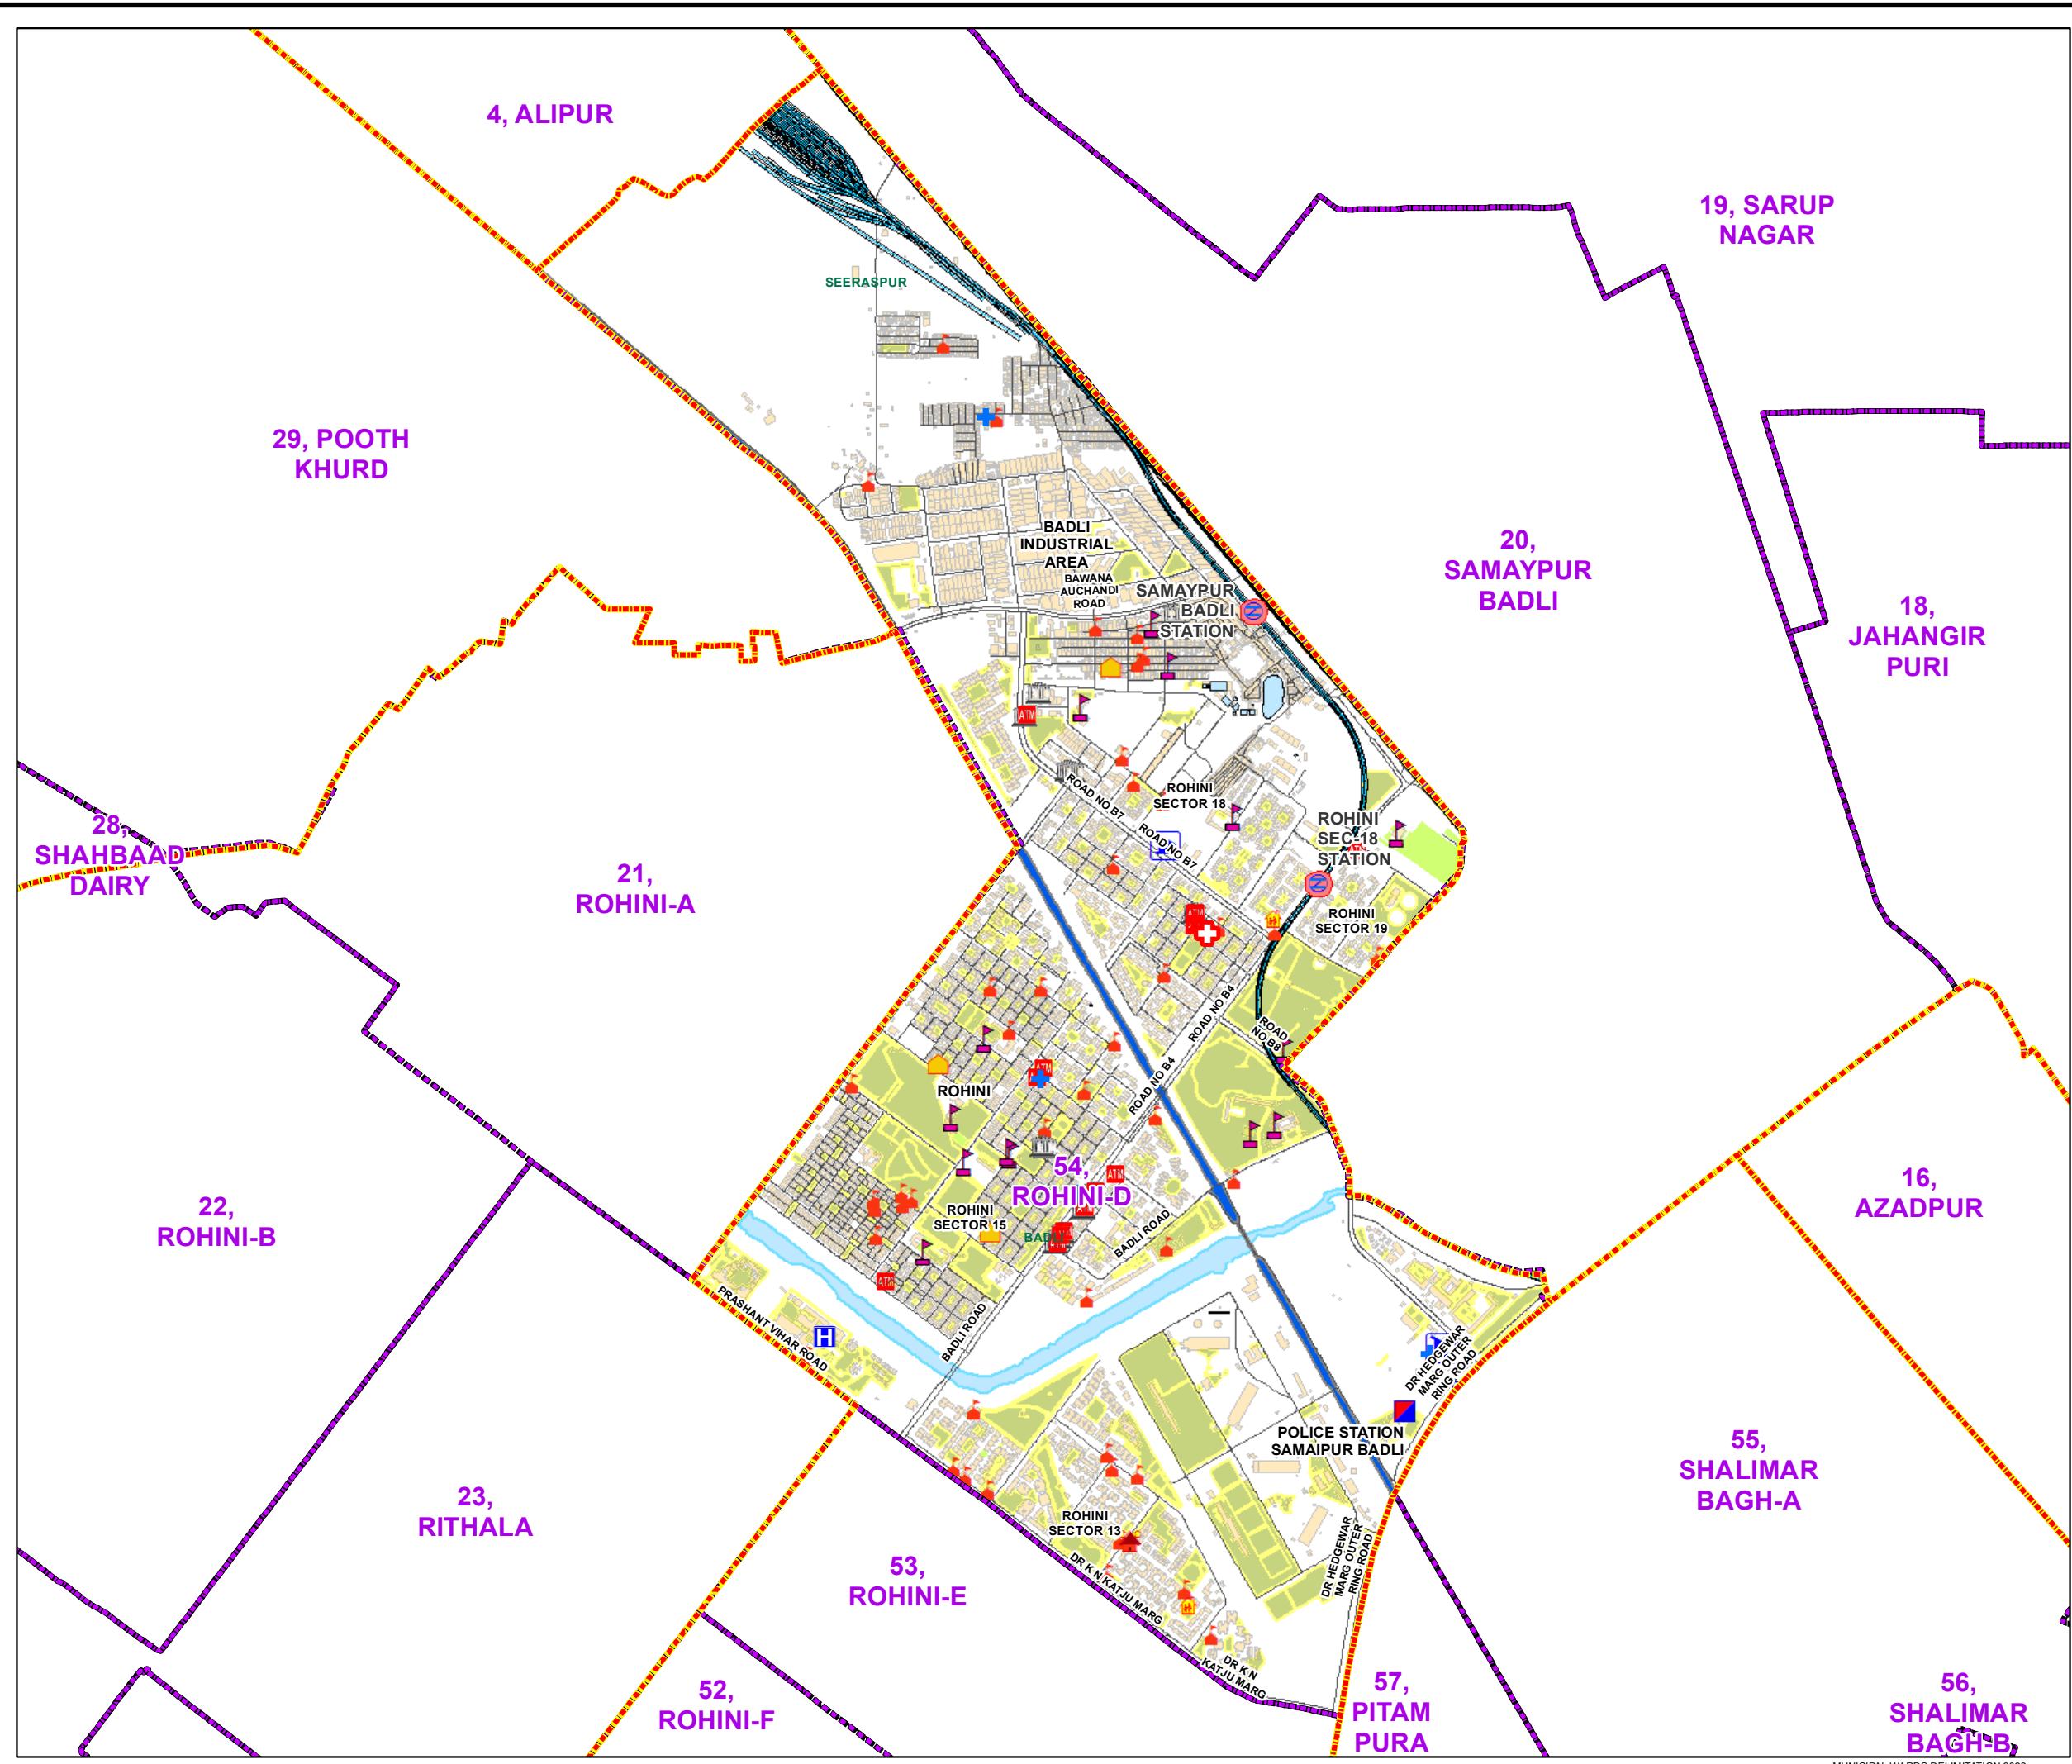 4, ALIPUR
19, SARUP
NAGAR
SEERASPUR
29, POOTH
KHURD
BADLI
INDUSTRIAL
AREA
BAWANA
AUCHANDI
ROAD
SAMAYPUR
BADLI
STATION
20,
SAMAYPUR
BADLI
18,
JAHANGIR
PURI
ATM
ROAD NO B7
ROHINI
SECTOR 18
ROAD NO B7
ROHINI
SEC-18
STATION
28,
SHAHBAAD
DAIRY
21,
ROHINI-A
ATM
ROHINI
SECTOR 19
ROAD NO B4
ROAD
NO B8
ROHINI
ATM
ROAD NO B4
54,
ROHINI-D
ATM
22,
ROHINI-B
16,
AZADPUR
ROHINI
SECTOR 15
BADLI
BADLI ROAD
ATM
PRASHANT VIHAR ROAD
H
BADLI ROAD
DR HEDGEWAR
MARG OUTER
RING ROAD
POLICE STATION
SAMAIPUR BADLI
55,
SHALIMAR
BAGH-A
23,
RITHALA
ROHINI
SECTOR 13
DR HEDGEWAR
MARG OUTER
RING ROAD
53,
ROHINI-E
DR K N KATJU MARG
DR K N
KATJU MARG
52,
ROHINI-F
57,
PITAM
PURA
56,
SHALIMAR
BAGH-B